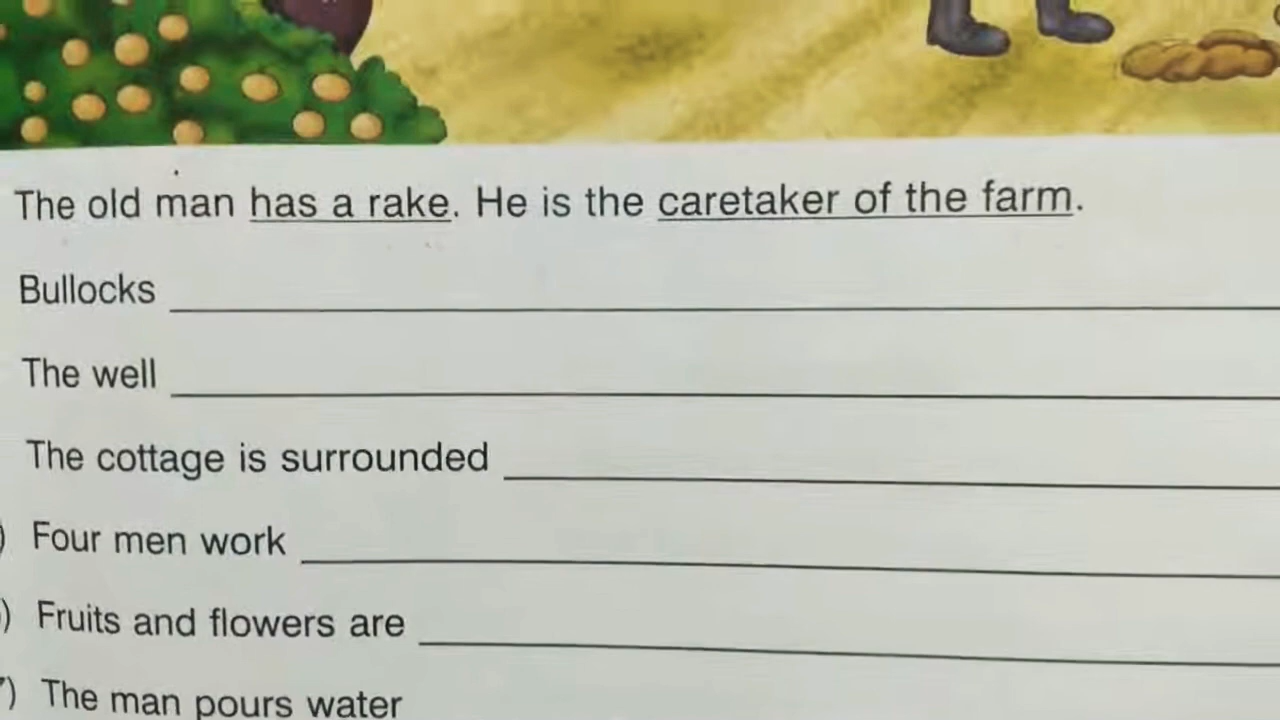 The old man has a rake. He is the caretaker of the farm.
Bullocks
The well
The cottage is surrounded
) Four men work
) Fruits and flowers are
) The man pours water